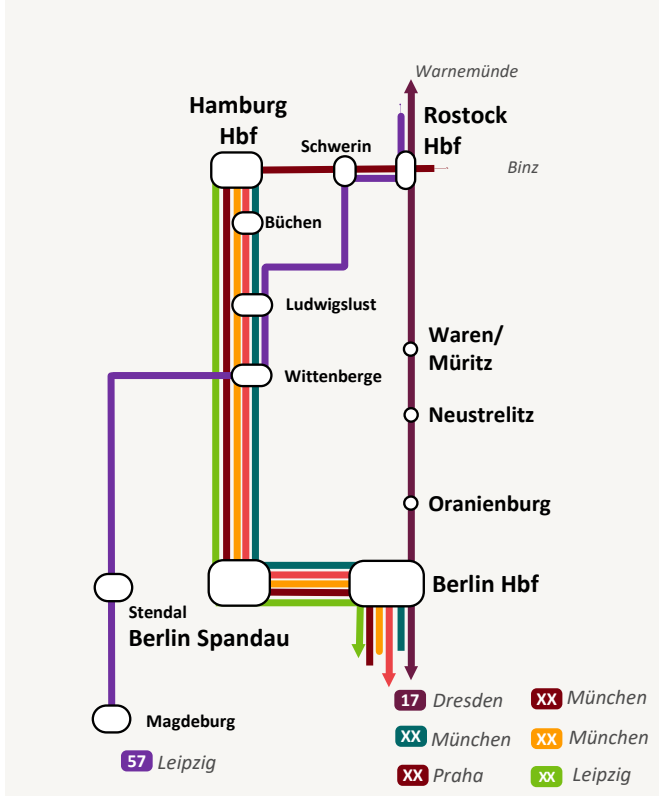 Warnemünde
Hamburg
Hbf
Rostock
Hbf
Schwerin
Binz
Büchen
Ludwigslust
Waren/
Müritz
Wittenberge
Neustrelitz
Oranienburg
Berlin Hbf
Stendal
Berlin Spandau
Magdeburg
57 Leipzig
17 Dresden
XX München
XX München
XX München
XX Praha
XX Leipzig